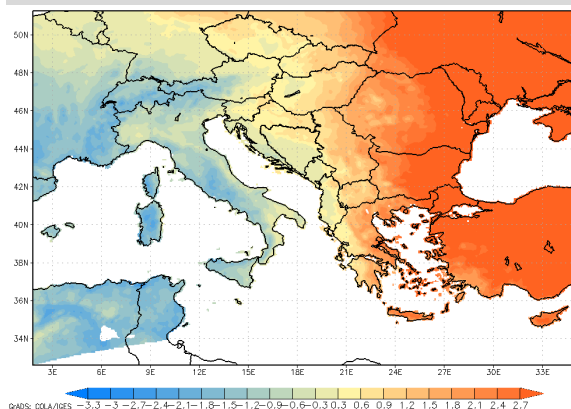 50N
48N
46N
44N
42N
40N
38N
36N
34N
3E 6E 9E 12E 15E 18E 21E 24E 27E 30E 33E
GrADS: COLA/IGES -3.3 -3 -2.7 -2.4 -2.1 -1.8 -1.5 -1.2 -0.9 -0.6 -0.3 0.3 0.6 0.9 1.2 1.5 1.8 2.1 2.4 2.7